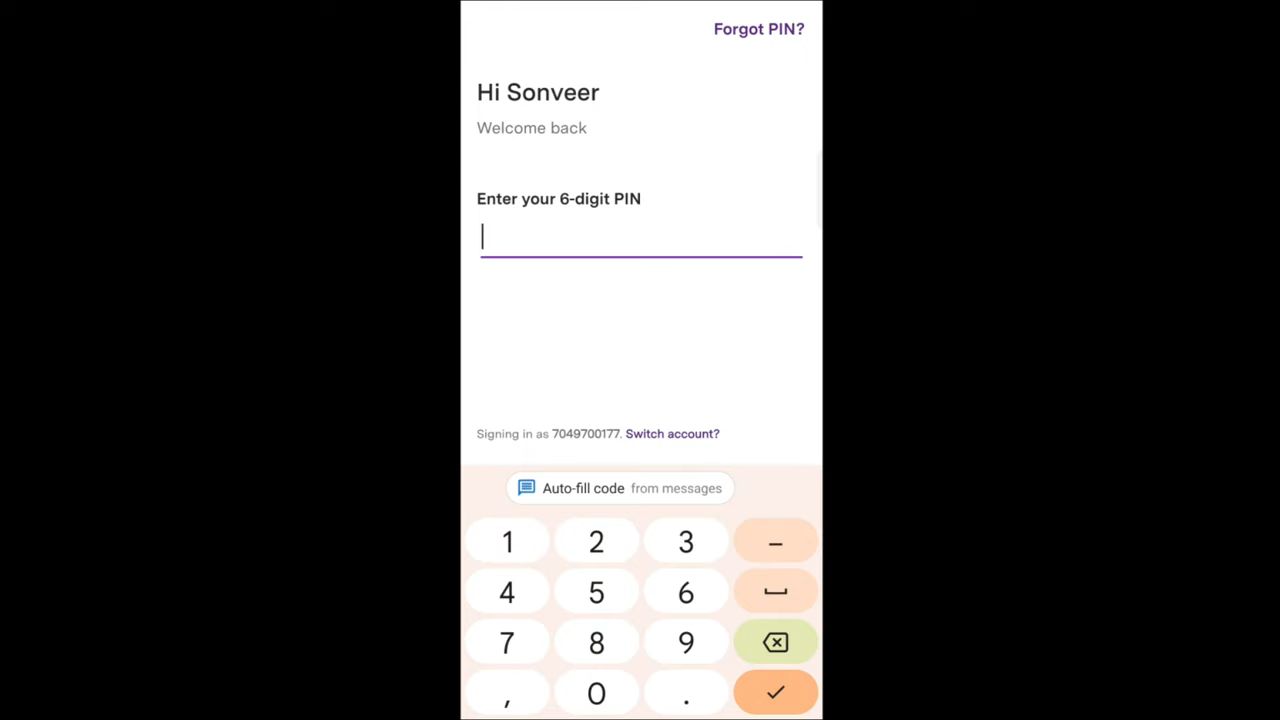 Forgot PIN?
Hi Sonveer
Welcome back
Enter your 6-digit PIN
Signing in as 7049700177. Switch account?
Auto-fill code from messages
1 2 3 –
4 5 6
7 8 9
, 0 .